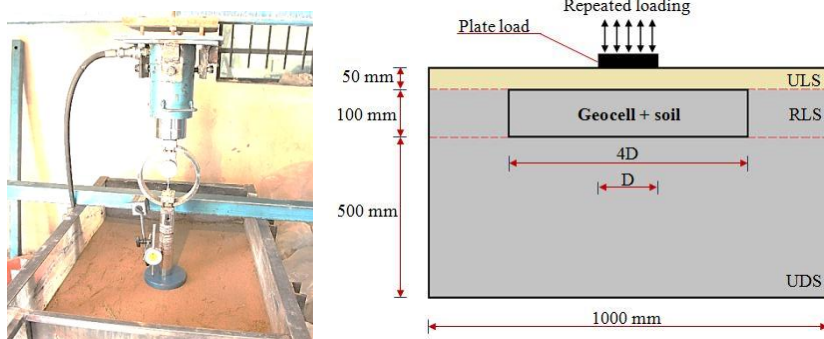 Repeated loading
Plate load
50 mm
ULS
100 mm
Geocell + soil
RLS
4D
D
500 mm
UDS
1000 mm